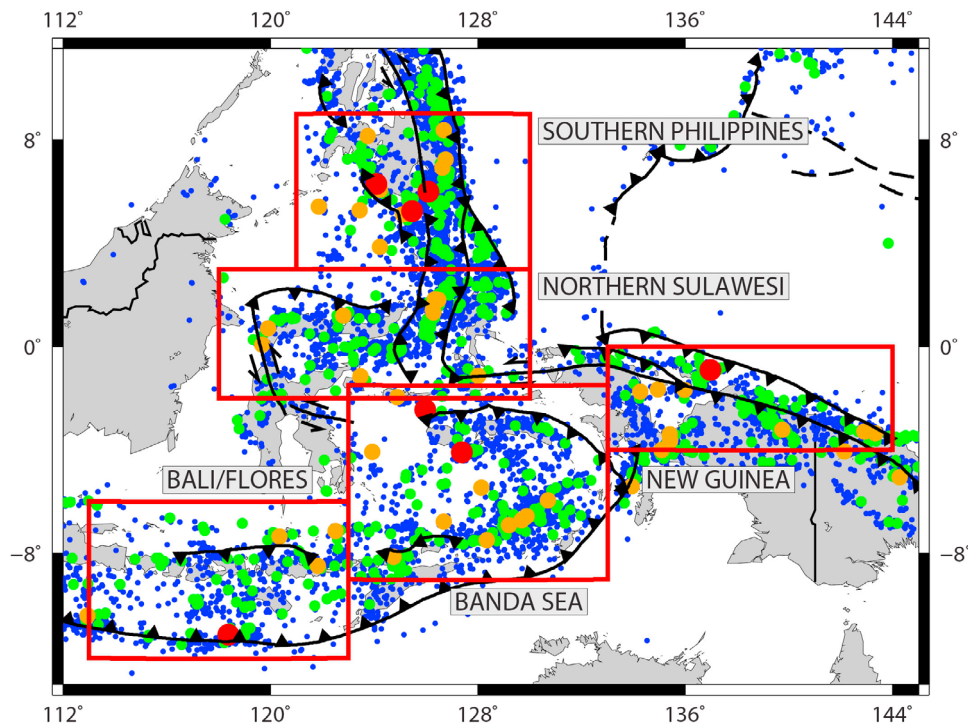 112° 120° 128° 136° 144°
8° SOUTHERN PHILIPPINES 8°
NORTHERN SULAWESI
0° 0°
BALI/FLORES NEW GUINEA
−8° −8°
BANDA SEA
112° 120° 128° 136° 144°